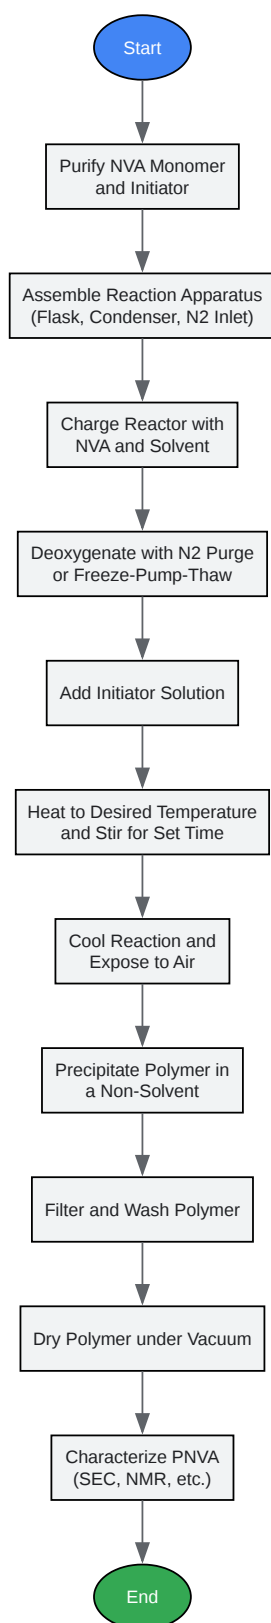 Start
Purify NVA Monomer
and Initiator
Assemble Reaction Apparatus
(Flask, Condenser, N2 Inlet)
Charge Reactor with
NVA and Solvent
Deoxygenate with N2 Purge
or Freeze-Pump-Thaw
Add Initiator Solution
Heat to Desired Temperature
and Stir for Set Time
Cool Reaction and
Expose to Air
Precipitate Polymer in
a Non-Solvent
Filter and Wash Polymer
Dry Polymer under Vacuum
Characterize PNVA
(SEC, NMR, etc.)
End